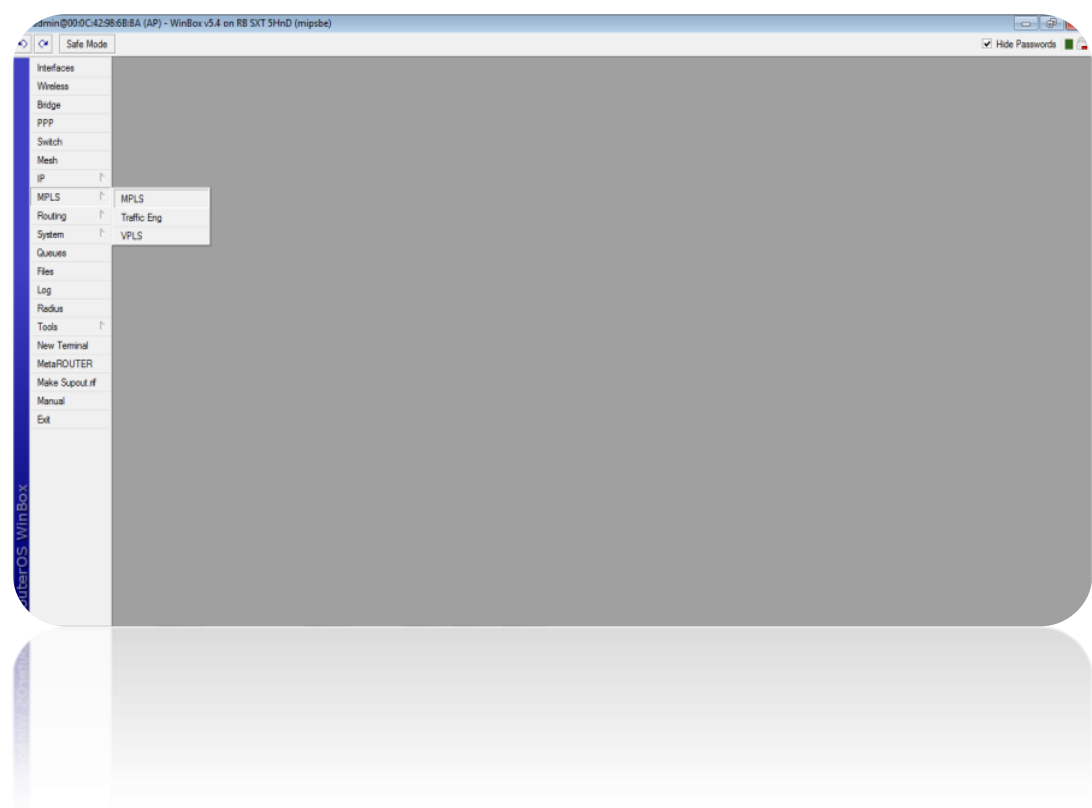 admin@00:0C:42:98:6B:8A (AP) - WinBox v5.4 on RB SXT 5HnD (mipsbe)
Safe Mode
Hide Passwords
Interfaces
Wireless
Bridge
PPP
Switch
Mesh
IP
MPLS
MPLS
Routing
Traffic Eng
System
VPLS
Queues
Files
Log
Radius
Tools
New Terminal
MetaROUTER
Make Supout.rif
Manual
Exit
RouterOS WinBox